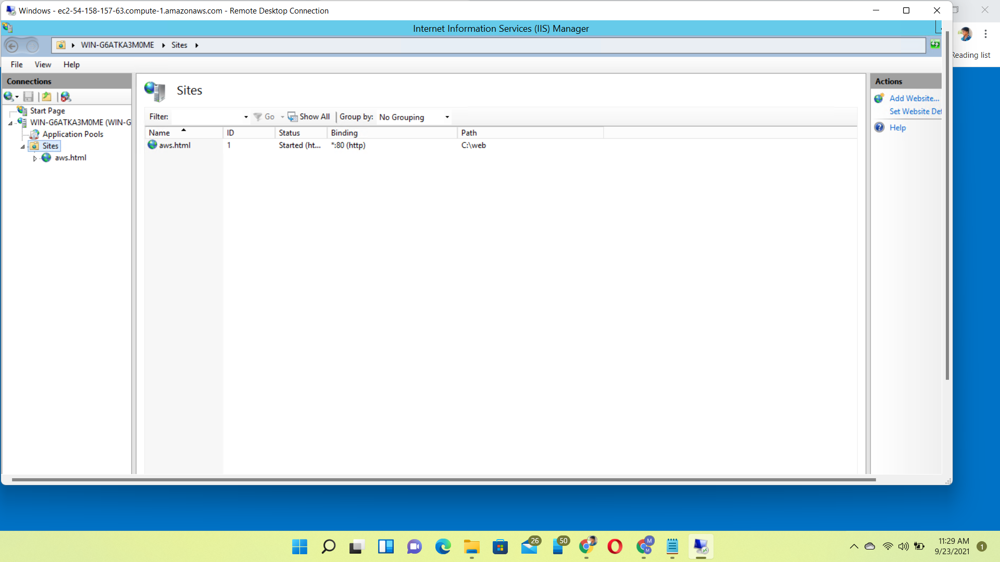 Windows - ec2-54-158-157-63.compute-1.amazonaws.com - Remote Desktop Connection
Internet Information Services (IIS) Manager
WIN-G6ATKA3M0ME Sites
Reading list
File View Help
Connections
Start Page
WIN-G6ATKA3M0ME (WIN-G
Application Pools
Sites
aws.html
Sites
Filter: Go Show All Group by: No Grouping
Name ID Status Binding Path
aws.html 1 Started (ht... *:80 (http) C:\web
Actions
Add Website...
Set Website Def
Help
26
50
M
M
11:29 AM
9/23/2021
1